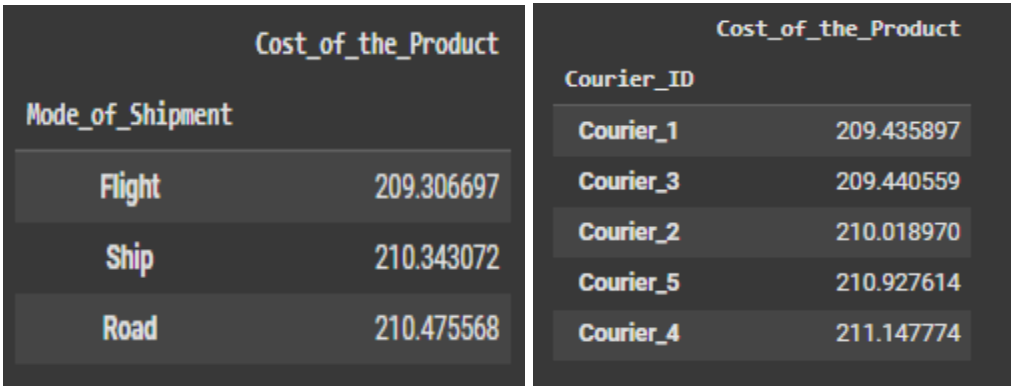 Cost_of_the_Product
Mode_of_Shipment
Flight 209.306697
Ship 210.343072
Road 210.475568
Cost_of_the_Product
Courier_ID
Courier_1 209.435897
Courier_3 209.440559
Courier_2 210.018970
Courier_5 210.927614
Courier_4 211.147774